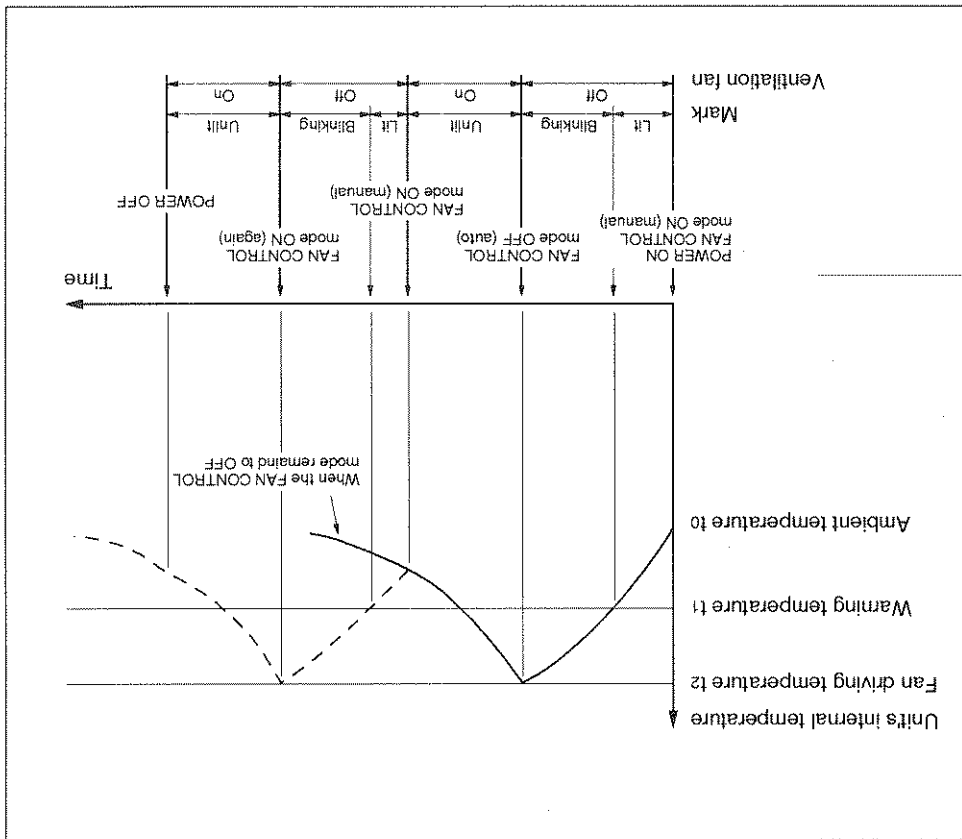 Unit's internal temperature
Fan driving temperature t2
Warning temperature t1
Ambient temperature t0
When the FAN CONTROL
mode remaind to OFF
Time
POWER ON
FAN CONTROL
mode ON (manual)
FAN CONTROL
mode OFF (auto)
FAN CONTROL
mode ON (manual)
FAN CONTROL
mode ON (again)
POWER OFF
Mark
Lit
Blinking
Unlit
Lit
Blinking
Unlit
Ventilation fan
Off
On
Off
On